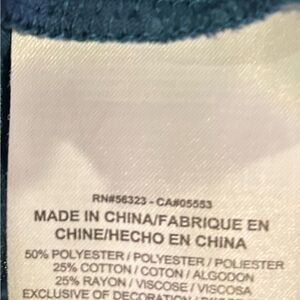 RN#56323 - CA#05553
MADE IN CHINA/FABRIQUE EN
CHINE/HECHO EN CHINA
50% POLYESTER / POLYESTER / POLIESTER
25% COTTON / COTON / ALGODON
25% RAYON / VISCOSE / VISCOSA
EXCLUSIVE OF DECORATION